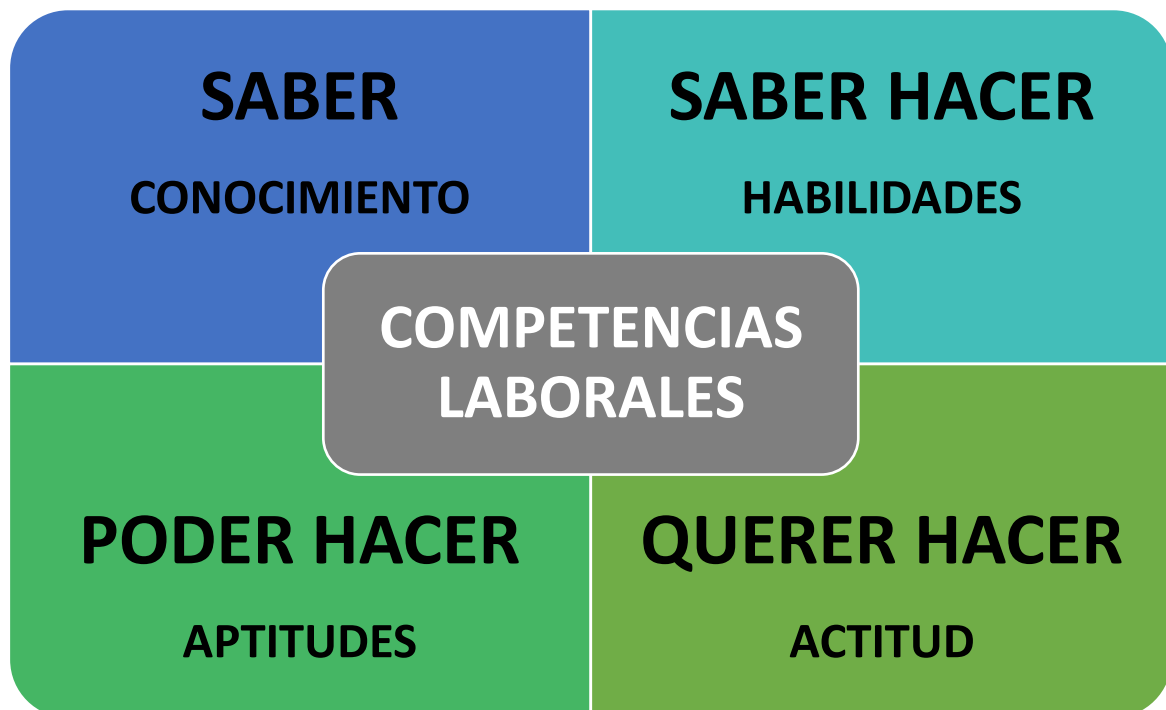 SABER
CONOCIMIENTO
SABER HACER
HABILIDADES
COMPETENCIAS
LABORALES
PODER HACER
APTITUDES
QUERER HACER
ACTITUD